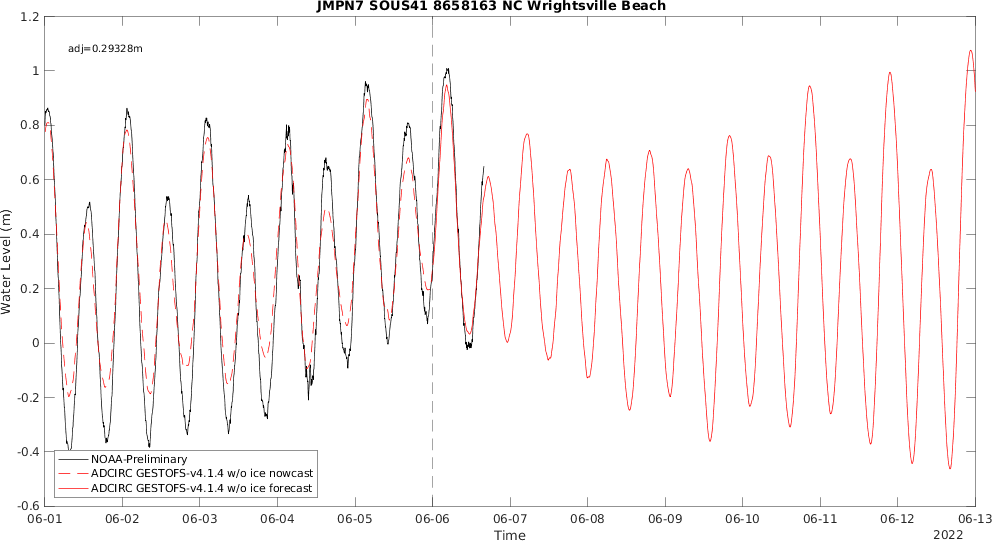 JMPN7 SOUS41 8658163 NC Wrightsville Beach
adj=0.29328m
Water Level (m)
1.2
1
0.8
0.6
0.4
0.2
0
-0.2
-0.4
-0.6
NOAA-Preliminary
ADCIRC GESTOFS-v4.1.4 w/o ice nowcast
ADCIRC GESTOFS-v4.1.4 w/o ice forecast
06-01 06-02 06-03 06-04 06-05 06-06 06-07 06-08 06-09 06-10 06-11 06-12 06-13
Time
2022